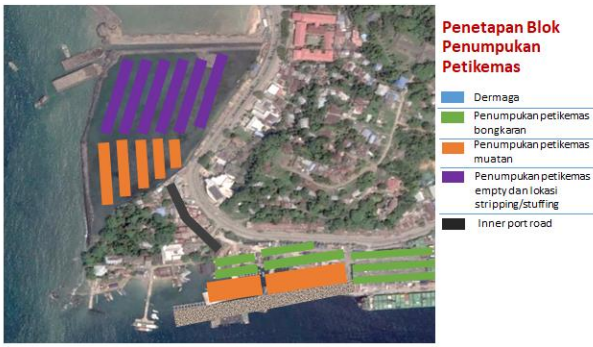 Penetapan Blok
Penumpukan
Petikemas
Dermaga
Penumpukan petikemas
bongkaran
Penumpukan petikemas
muatan
Penumpukan petikemas
empty dan lokasi
stripping/stuffing
Inner port road